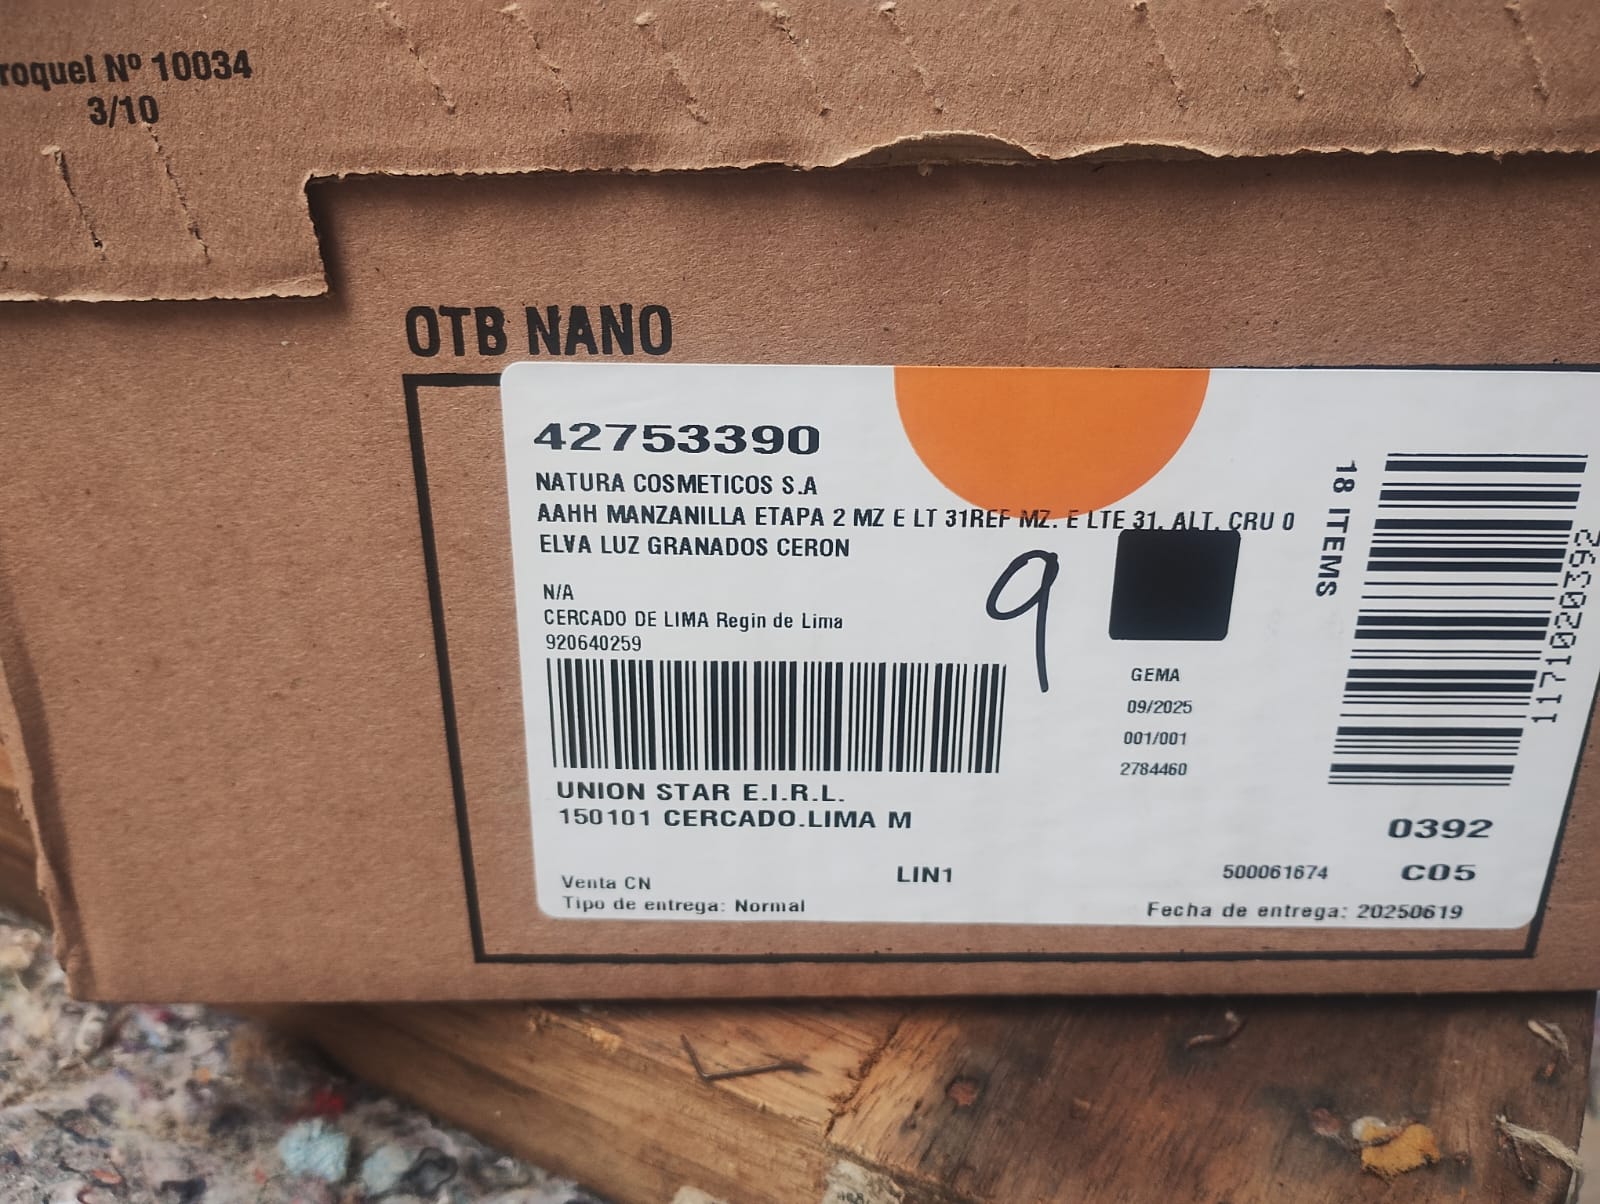 roquel Nº 10034
3/10
OTB NANO
42753390
NATURA COSMETICOS S.A
AAHH MANZANILLA ETAPA 2 MZ E LT 31REF MZ. E LTE 31. ALT. CRU 0
ELVA LUZ GRANADOS CERON
N/A
CERCADO DE LIMA Regin de Lima
920640259
9
GEMA
09/2025
001/001
2784460
18 ITEMS
1171020392
UNION STAR E.I.R.L.
150101 CERCADO.LIMA M
0392
LIN1
500061674
C05
Venta CN
Tipo de entrega: Normal
Fecha de entrega: 20250619